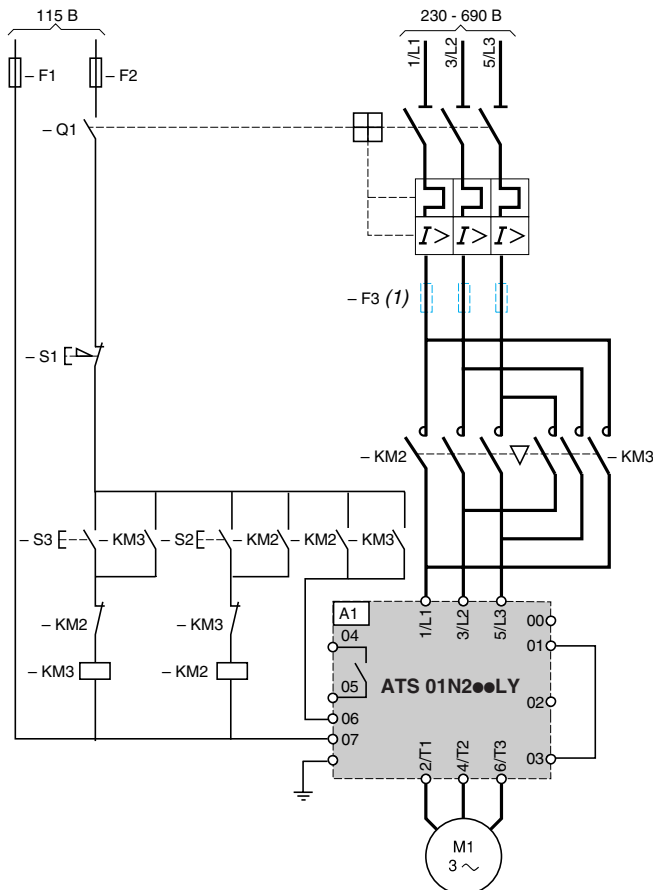 115 B
230 - 690 B
– F1
– F2
1/L1
3/L2
5/L3
– Q1
I >
I >
I >
– F3 (1)
– S1
– KM2
– KM3
– S3
– KM3
– S2
– KM2
– KM2
– KM3
– KM2
– KM3
– KM3
– KM2
A1
1/L1
3/L2
5/L3
00
04
01
05
ATS 01N2●●LY
02
06
07
03
2/T1
4/T2
6/T3
M1
3 ~